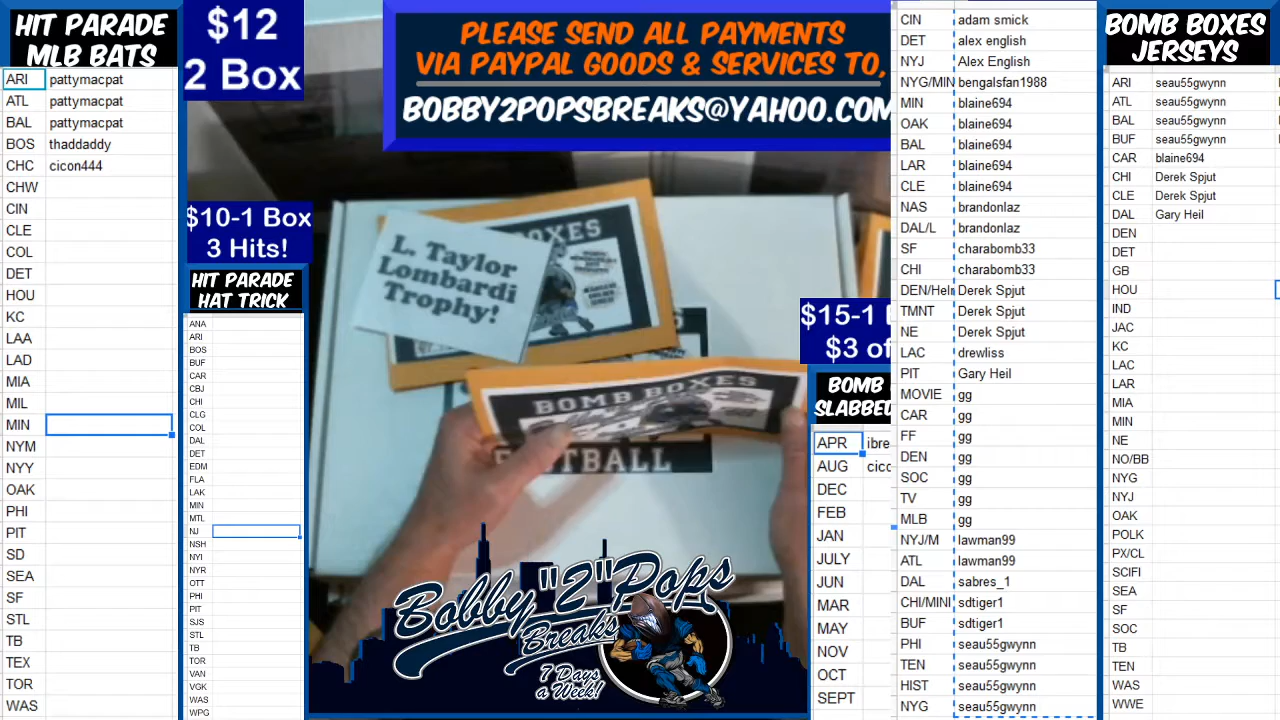 HIT PARADE
MLB BATS
ARI pattymacpat
ATL pattymacpat
BAL pattymacpat
BOS thaddaddy
CHC cicon444
CHW
CIN
CLE
COL
DET
HOU
KC
LAA
LAD
MIA
MIL
MIN
NYM
NYY
OAK
PHI
PIT
SD
SEA
SF
STL
TB
TEX
TOR
WAS
$12
2 Box
$10-1 Box
3 Hits!
HIT PARADE
HAT TRICK
ANA
ARI
BOS
BUF
CAR
CBJ
CHI
CLG
COL
DAL
DET
EDM
FLA
LAK
MIN
MTL
NJ
NSH
NYI
NYR
OTT
PHI
PIT
SJS
STL
TB
TOR
VAN
VGK
WAS
WPG
PLEASE SEND ALL PAYMENTS
VIA PAYPAL GOODS & SERVICES TO,
BOBBY2POPSBREAKS@YAHOO.COM
OXES
L. Taylor
Lombardi
Trophy!
BOMB BOXES
FOOTBALL
Bobby "2" Pops
Breaks
7 Days
a Week!
$15-1
$3 of
BOMB
SLABBED
APR ibre
AUG cicc
DEC
FEB
JAN
JULY
JUN
MAR
MAY
NOV
OCT
SEPT
CIN adam smick
DET alex english
NYJ Alex English
NYG/MIN bengalsfan1988
MIN blaine694
OAK blaine694
BAL blaine694
LAR blaine694
CLE blaine694
NAS brandonlaz
DAL/L brandonlaz
SF charabomb33
CHI charabomb33
DEN/Heln Derek Spjut
TMNT Derek Spjut
NE Derek Spjut
LAC drewliss
PIT Gary Heil
MOVIE gg
CAR gg
FF gg
DEN gg
SOC gg
TV gg
MLB gg
NYJ/M lawman99
ATL lawman99
DAL sabres_1
CHI/MINI sdtiger1
BUF sdtiger1
PHI seau55gwynn
TEN seau55gwynn
HIST seau55gwynn
NYG seau55gwynn
BOMB BOXES
JERSEYS
ARI seau55gwynn
ATL seau55gwynn
BAL seau55gwynn
BUF seau55gwynn
CAR blaine694
CHI Derek Spjut
CLE Derek Spjut
DAL Gary Heil
DEN
DET
GB
HOU
IND
JAC
KC
LAC
LAR
MIA
MIN
NE
NO/BB
NYG
NYJ
OAK
POLK
PX/CL
SCIFI
SEA
SF
SOC
TB
TEN
WAS
WWE